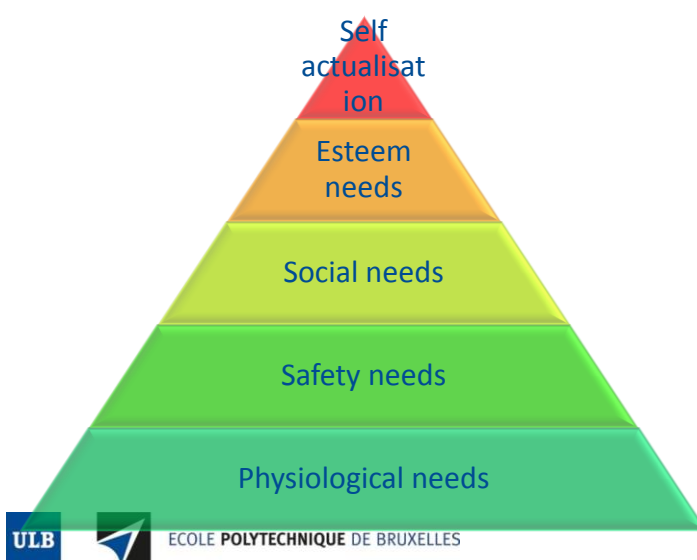 Self
actualisat
ion
Esteem
needs
Social needs
Safety needs
Physiological needs
ULB
ECOLE POLYTECHNIQUE DE BRUXELLES